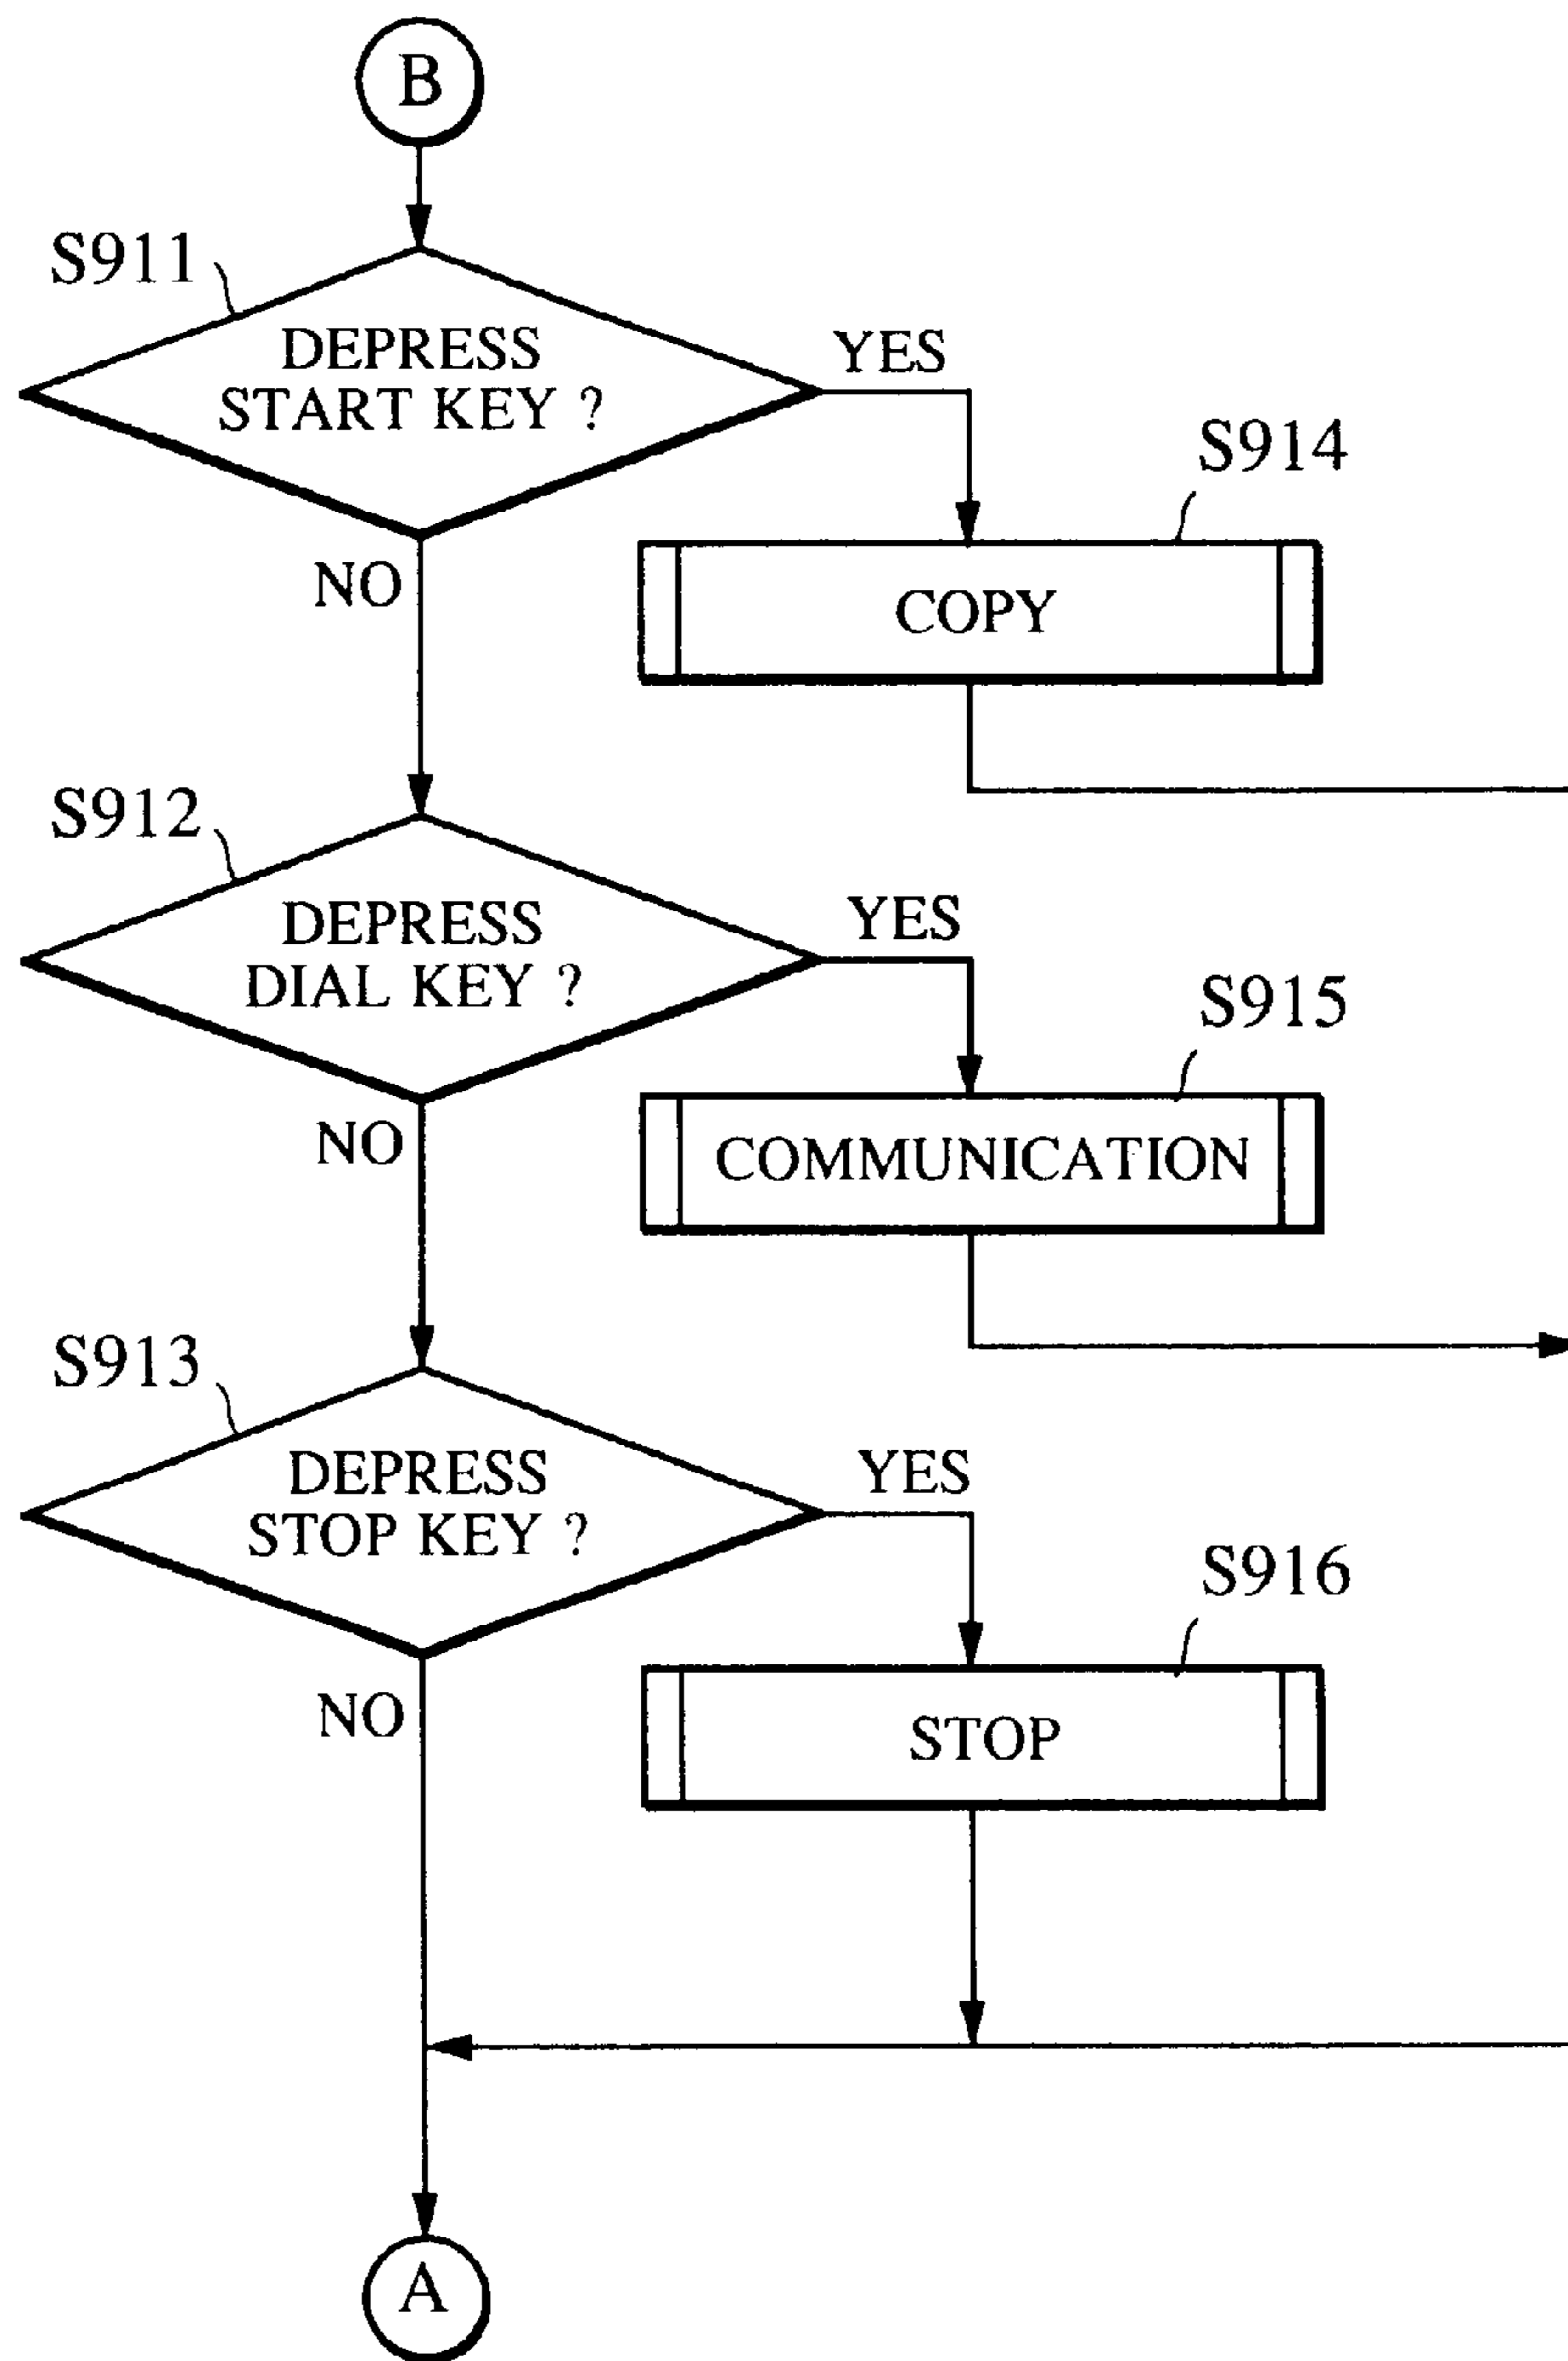 B
S911
DEPRESS
START KEY ?
YES
NO
S914
COPY
S912
DEPRESS
DIAL KEY ?
YES
NO
S915
COMMUNICATION
S913
DEPRESS
STOP KEY ?
YES
NO
S916
STOP
A